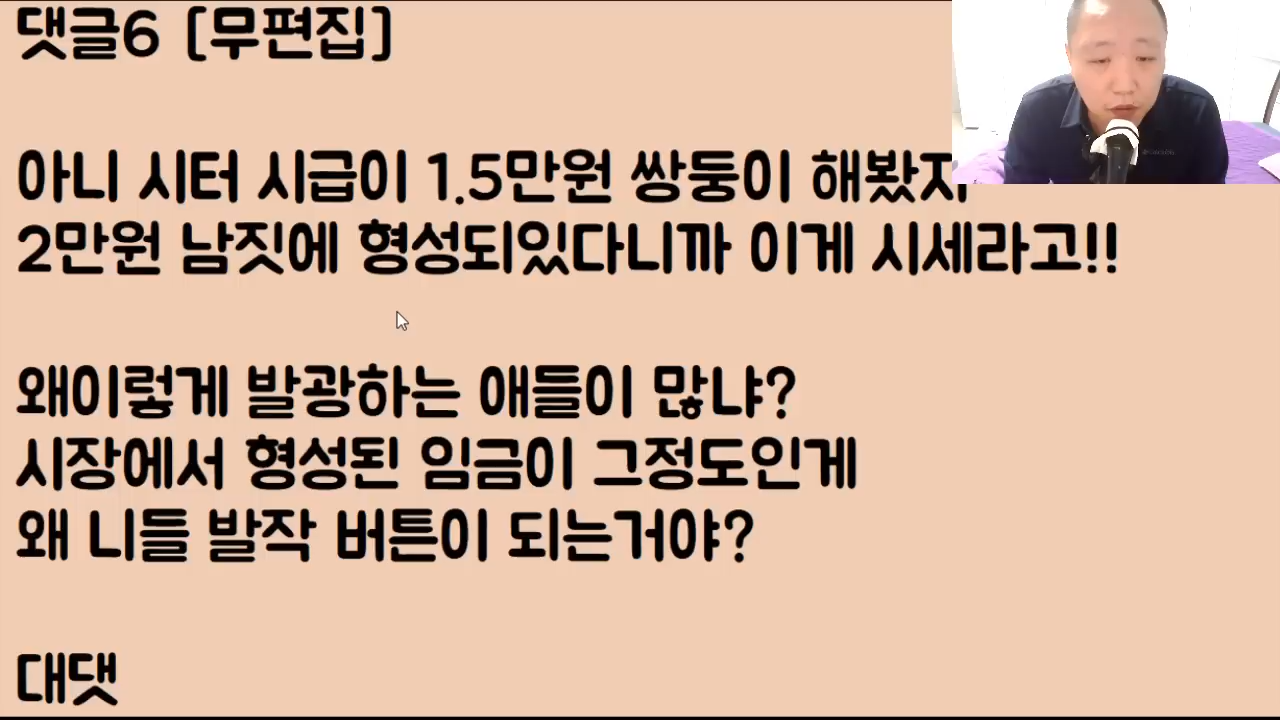 댓글6 [무편집]
아니 시터 시급이 1.5만원 쌍둥이 해봤자
2만원 남짓에 형성되있다니까 이게 시세라고!!
왜이렇게 발광하는 애들이 많냐?
시장에서 형성된 임금이 그정도인게
왜 니들 발작 버튼이 되는거야?
대댓